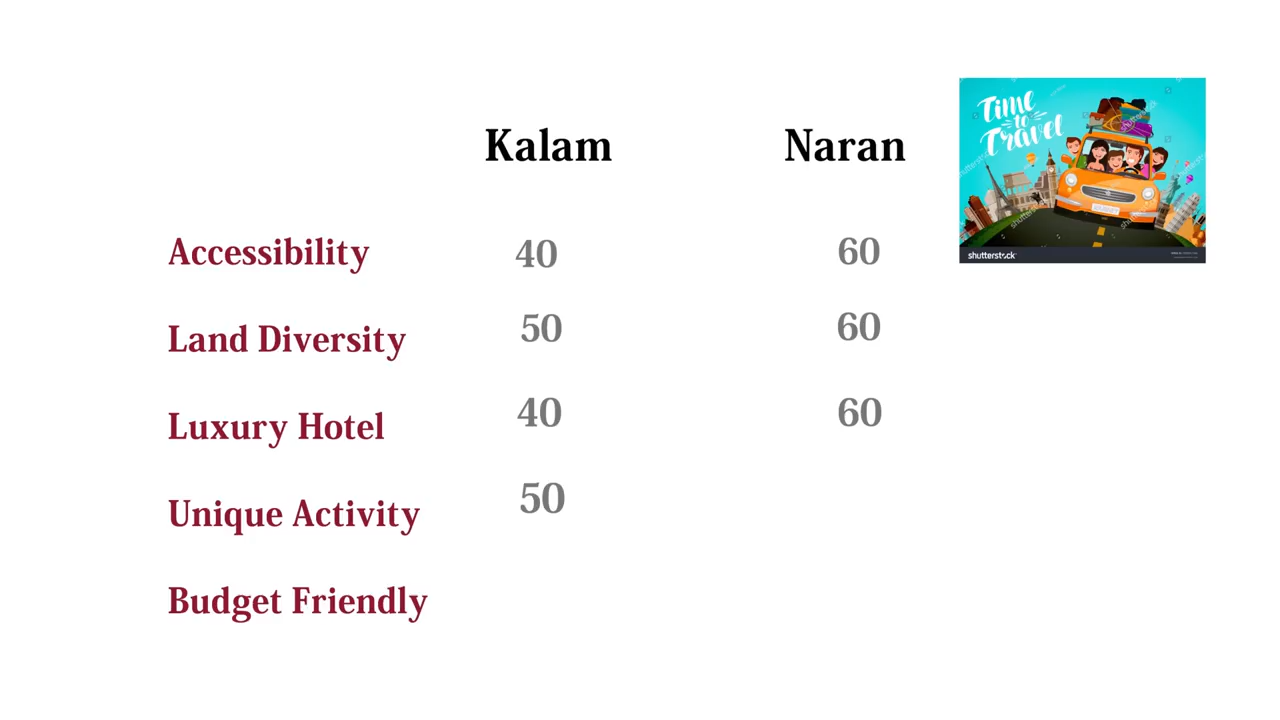 Kalam Naran
Time
to
Travel
Accessibility 40 60
Land Diversity 50 60
Luxury Hotel 40 60
Unique Activity 50
Budget Friendly
shutterstock